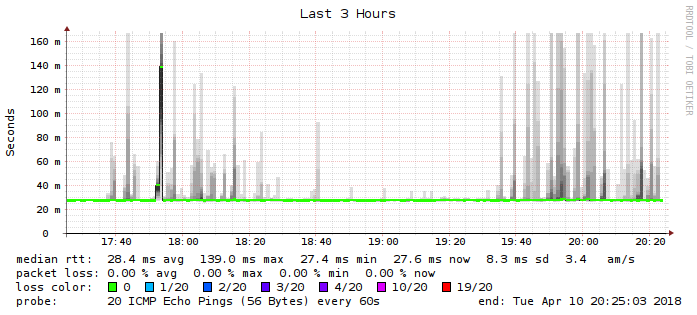 Last 3 Hours
RRDTOOL / TOBI OETIKER
Seconds
160 m
140 m
120 m
100 m
80 m
60 m
40 m
20 m
0
17:40 18:00 18:20 18:40 19:00 19:20 19:40 20:00 20:20
median rtt: 28.4 ms avg 139.0 ms max 27.4 ms min 27.6 ms now 8.3 ms sd 3.4 am/s
packet loss: 0.00 % avg 0.00 % max 0.00 % min 0.00 % now
loss color: 0 1/20 2/20 3/20 4/20 10/20 19/20
probe: 20 ICMP Echo Pings (56 Bytes) every 60s end: Tue Apr 10 20:25:03 2018